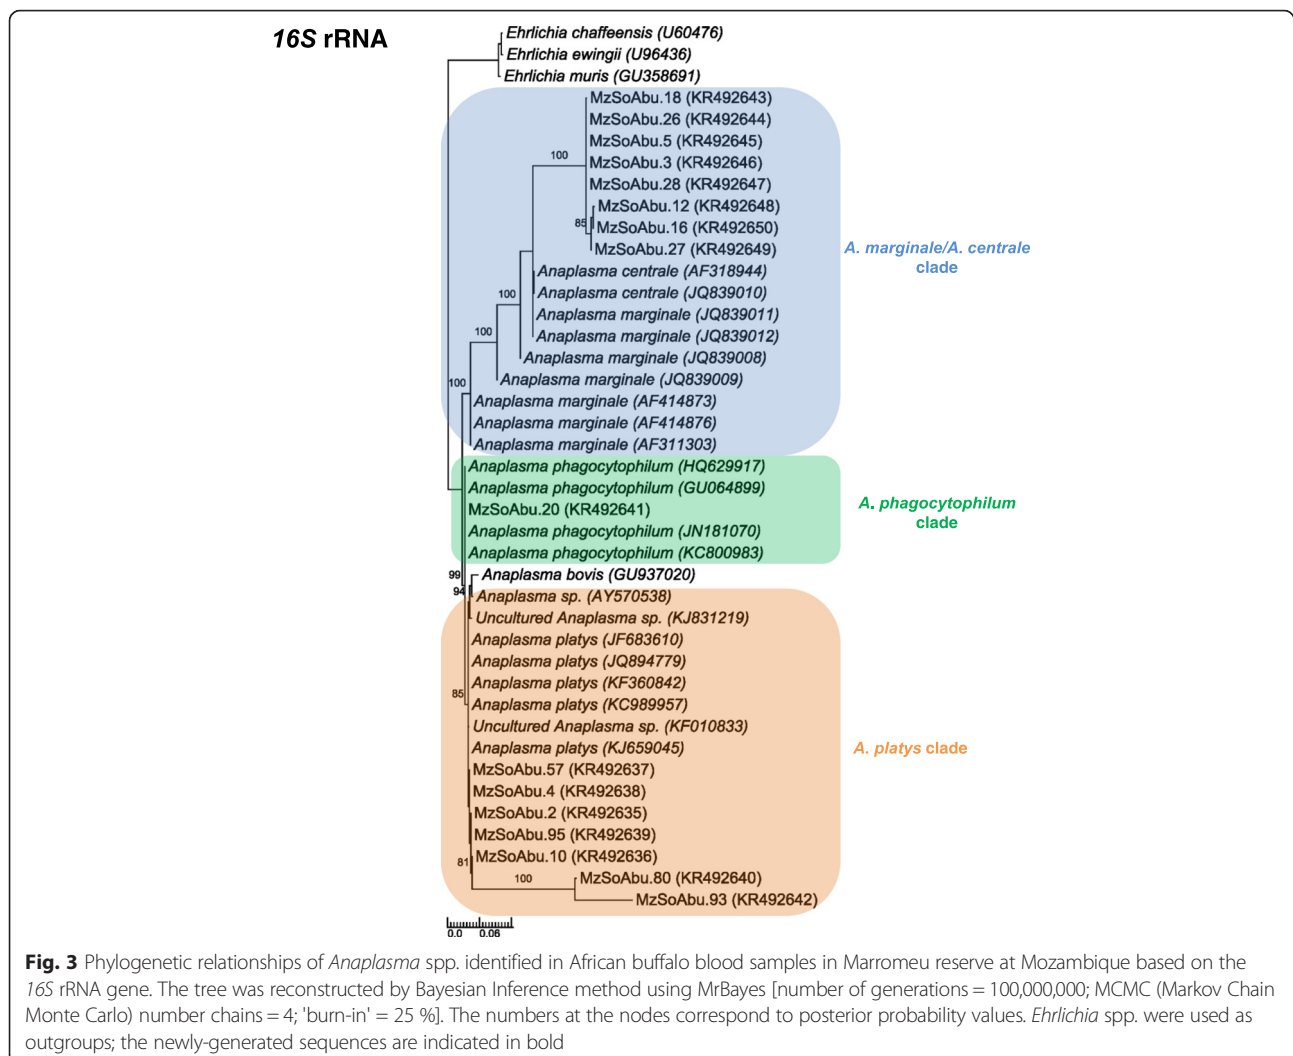 16S rRNA
Ehrlichia chaffeensis (U60476)
Ehrlichia ewingii (U96436)
Ehrlichia muris (GU358691)
MzSoAbu.18 (KR492643)
MzSoAbu.26 (KR492644)
MzSoAbu.5 (KR492645)
100
MzSoAbu.3 (KR492646)
MzSoAbu.28 (KR492647)
MzSoAbu.12 (KR492648)
85
MzSoAbu.16 (KR492650)
MzSoAbu.27 (KR492649)
A. marginale/A. centrale
clade
Anaplasma centrale (AF318944)
100
Anaplasma centrale (JQ839010)
Anaplasma marginale (JQ839011)
100
Anaplasma marginale (JQ839012)
Anaplasma marginale (JQ839008)
100
Anaplasma marginale (JQ839009)
Anaplasma marginale (AF414873)
Anaplasma marginale (AF414876)
Anaplasma marginale (AF311303)
Anaplasma phagocytophilum (HQ629917)
Anaplasma phagocytophilum (GU064899)
MzSoAbu.20 (KR492641)
A. phagocytophilum
clade
Anaplasma phagocytophilum (JN181070)
Anaplasma phagocytophilum (KC800983)
99
Anaplasma bovis (GU937020)
94
Anaplasma sp. (AY570538)
Uncultured Anaplasma sp. (KJ831219)
Anaplasma platys (JF683610)
Anaplasma platys (JQ894779)
Anaplasma platys (KF360842)
85
Anaplasma platys (KC989957)
Uncultured Anaplasma sp. (KF010833)
Anaplasma platys (KJ659045)
A. platys clade
MzSoAbu.57 (KR492637)
MzSoAbu.4 (KR492638)
MzSoAbu.2 (KR492635)
MzSoAbu.95 (KR492639)
81
MzSoAbu.10 (KR492636)
100
MzSoAbu.80 (KR492640)
MzSoAbu.93 (KR492642)
0.0 0.06
Fig. 3 Phylogenetic relationships of Anaplasma spp. identified in African buffalo blood samples in Marromeu reserve at Mozambique based on the
16S rRNA gene. The tree was reconstructed by Bayesian Inference method using MrBayes [number of generations = 100,000,000; MCMC (Markov Chain
Monte Carlo) number chains = 4; 'burn-in' = 25 %]. The numbers at the nodes correspond to posterior probability values. Ehrlichia spp. were used as
outgroups; the newly-generated sequences are indicated in bold